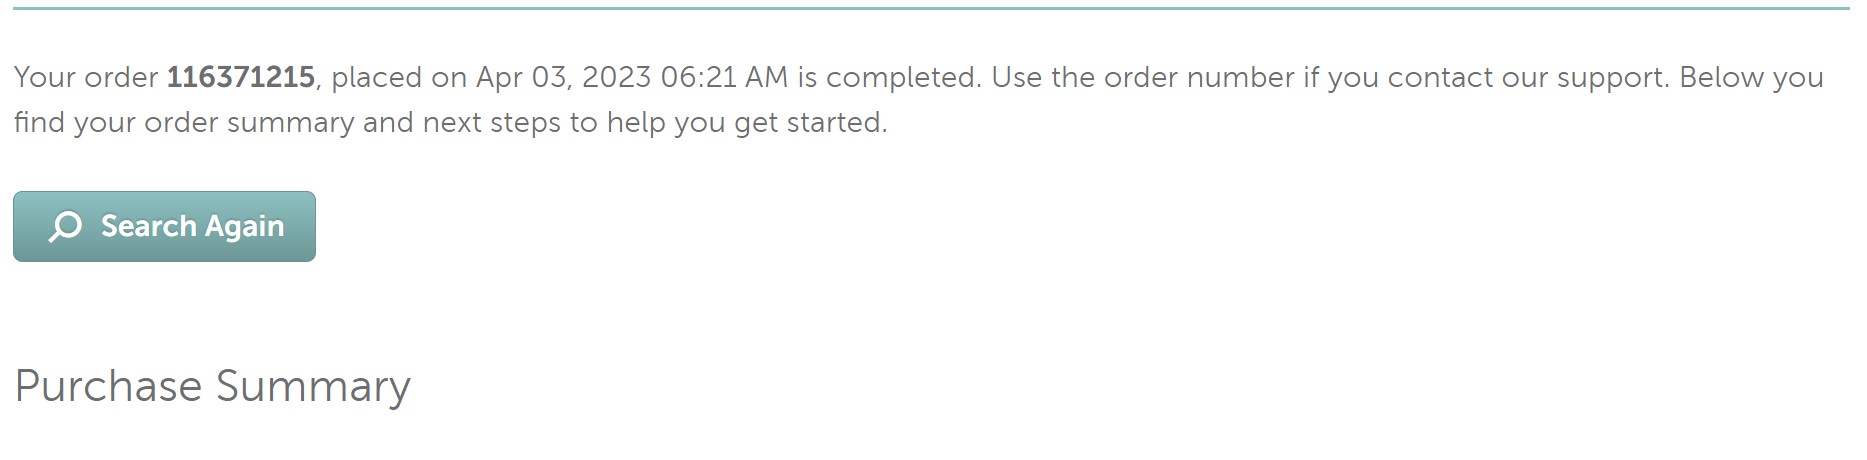 Your order 116371215, placed on Apr 03, 2023 06:21 AM is completed. Use the order number if you contact our support. Below you
find your order summary and next steps to help you get started.
Search Again
Purchase Summary